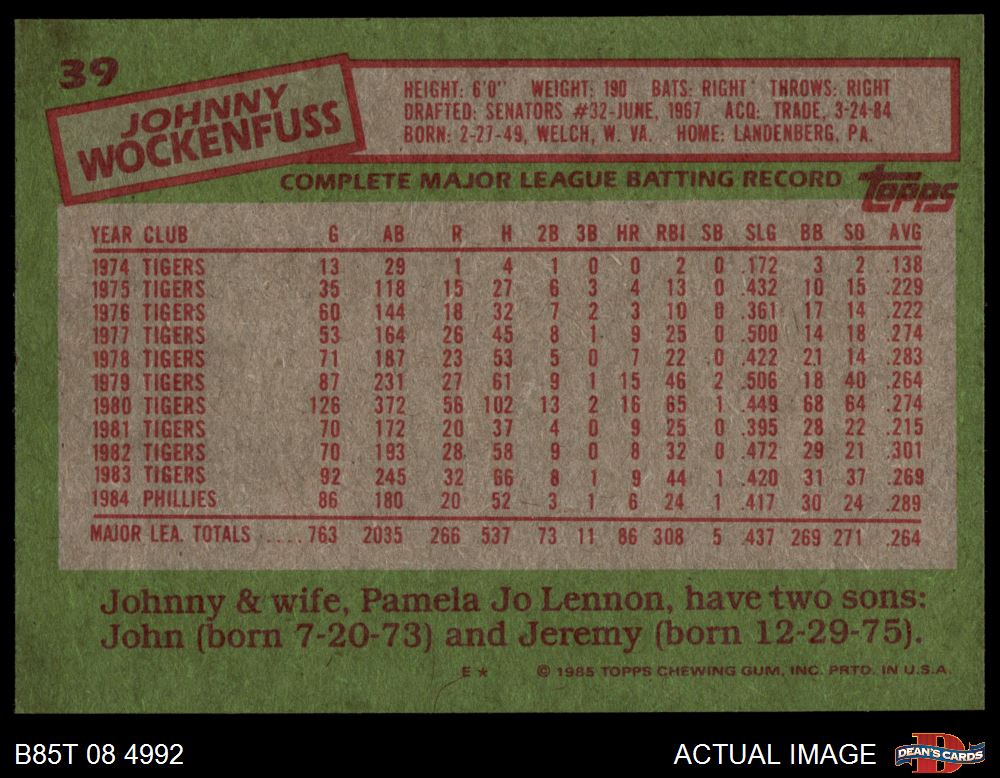 39
JOHNNY
WOCKENFUSS
HEIGHT: 6'0" WEIGHT: 190 BATS: RIGHT THROWS: RIGHT
DRAFTED: SENATORS #32-JUNE, 1967 ACQ: TRADE, 3-24-84
BORN: 2-27-49, WELCH, W. VA. HOME: LANDENBERG, PA.
COMPLETE MAJOR LEAGUE BATTING RECORD topps
YEAR CLUB G AB R H 2B 3B HR RBI SB SLG BB SO AVG
1974 TIGERS 13 29 1 4 1 0 0 2 0 .172 3 2 .138
1975 TIGERS 35 118 15 27 6 3 4 13 0 .432 10 15 .229
1976 TIGERS 60 144 18 32 7 2 3 10 0 .361 17 14 .222
1977 TIGERS 53 164 26 45 8 1 9 25 0 .500 14 18 .274
1978 TIGERS 71 187 23 53 5 0 7 22 0 .422 21 14 .283
1979 TIGERS 87 231 27 61 9 1 15 46 2 .506 18 40 .264
1980 TIGERS 126 372 56 102 13 2 16 65 1 .449 68 64 .274
1981 TIGERS 70 172 20 37 4 0 9 25 0 .395 28 22 .215
1982 TIGERS 70 193 28 58 9 0 8 32 0 .472 29 21 .301
1983 TIGERS 92 245 32 66 8 1 9 44 1 .420 31 37 .269
1984 PHILLIES 86 180 20 52 3 1 6 24 1 .417 30 24 .289
MAJOR LEA. TOTALS ..... 763 2035 266 537 73 11 86 308 5 .437 269 271 .264
Johnny & wife, Pamela Jo Lennon, have two sons:
John (born 7-20-73) and Jeremy (born 12-29-75).
E * © 1985 TOPPS CHEWING GUM, INC. PRTD. IN U.S.A.
B85T 08 4992 ACTUAL IMAGE DEAN'S CARDS